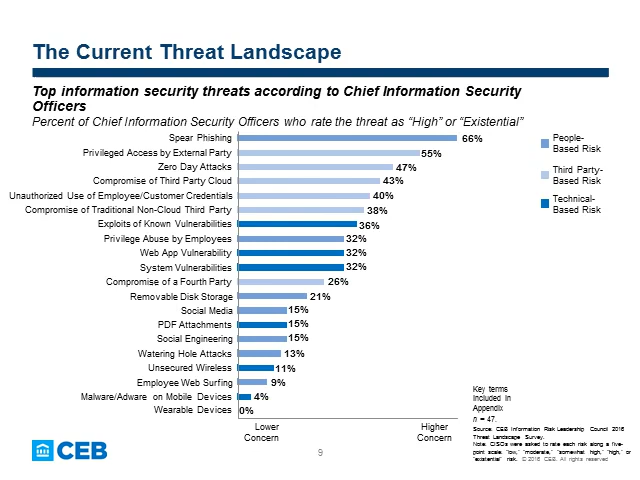 The Current Threat Landscape
Top information security threats according to Chief Information Security
Officers
Percent of Chief Information Security Officers who rate the threat as “High” or “Existential”
Spear Phishing 66%
Privileged Access by External Party 55%
Zero Day Attacks 47%
Compromise of Third Party Cloud 43%
Unauthorized Use of Employee/Customer Credentials 40%
Compromise of Traditional Non-Cloud Third Party 38%
Exploits of Known Vulnerabilities 36%
Privilege Abuse by Employees 32%
Web App Vulnerability 32%
System Vulnerabilities 32%
Compromise of a Fourth Party 26%
Removable Disk Storage 21%
Social Media 15%
PDF Attachments 15%
Social Engineering 15%
Watering Hole Attacks 13%
Unsecured Wireless 11%
Employee Web Surfing 9%
Malware/Adware on Mobile Devices 4%
Wearable Devices 0%
Lower
Concern
Higher
Concern
People-
Based Risk
Third Party-
Based Risk
Technical-
Based Risk
Key terms
included in
Appendix
n = 47.
Source: CEB Information Risk Leadership Council 2016
Threat Landscape Survey.
Note: CISOs were asked to rate each risk along a five-
point scale: “low,” “moderate,” “somewhat high,” “high,” or
“existential” risk. © 2016 CEB. All rights reserved
CEB
9